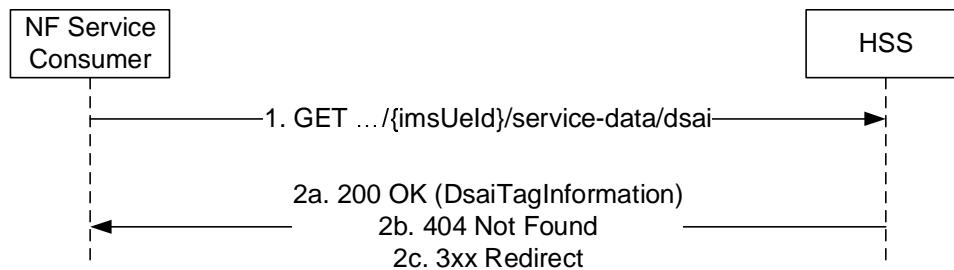 NF Service
Consumer
HSS
1. GET …/{imsUeId}/service-data/dsai
2a. 200 OK (DsaiTagInformation)
2b. 404 Not Found
2c. 3xx Redirect